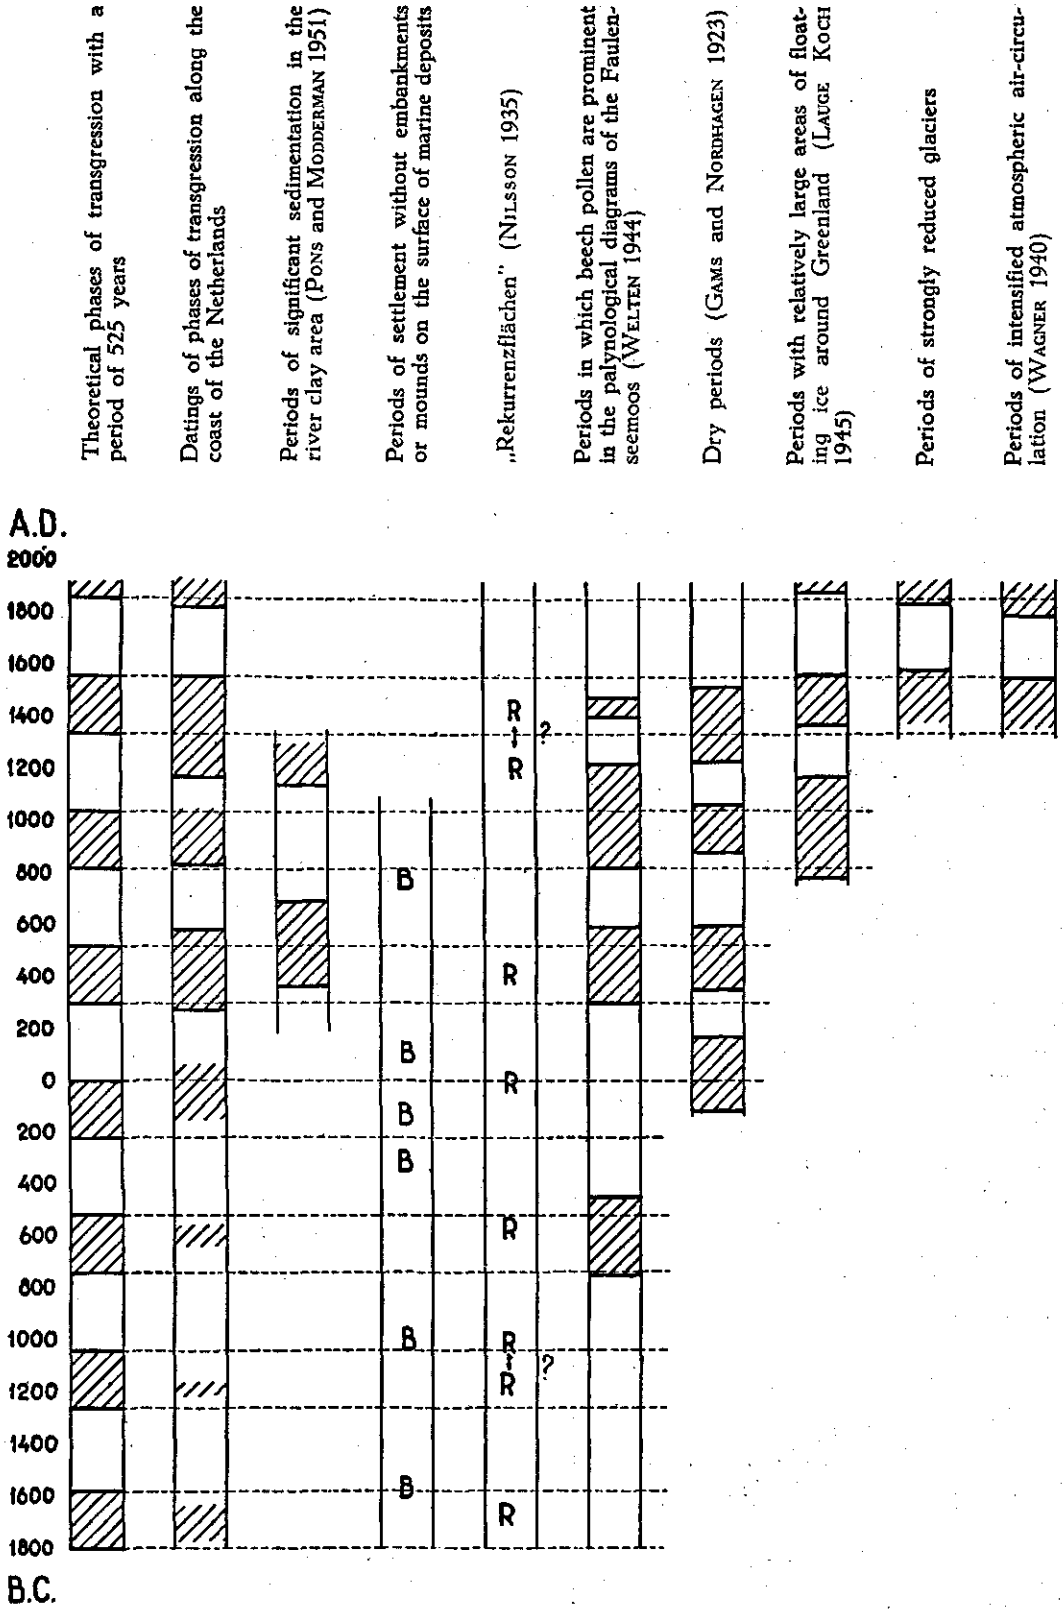 Theoretical phases of transgression with a
period of 525 years
Datings of phases of transgression along the
coast of the Netherlands
Periods of significant sedimentation in the
river clay area (PONS and MODDERMAN 1951)
Periods of settlement without embankments
or mounds on the surface of marine deposits
„Rekurrenzflächen” (NILSSON 1935)
Periods in which beech pollen are prominent
in the palynological diagrams of the Faulen-
seemoos (WELTEN 1944)
Dry periods (GAMS and NORDHAGEN 1923)
Periods with relatively large areas of float-
ing ice around Greenland (LAUGE KOCH
1945)
Periods of strongly reduced glaciers
Periods of intensified atmospheric air-circu-
lation (WAGNER 1940)
A.D.
2000
1800
1600
1400
R
?
1200
R
1000
800
B
600
400
R
200
B
0
R
B
200
B
400
600
R
800
1000
B
R
?
1200
R
1400
1600
B
R
1800
B.C.